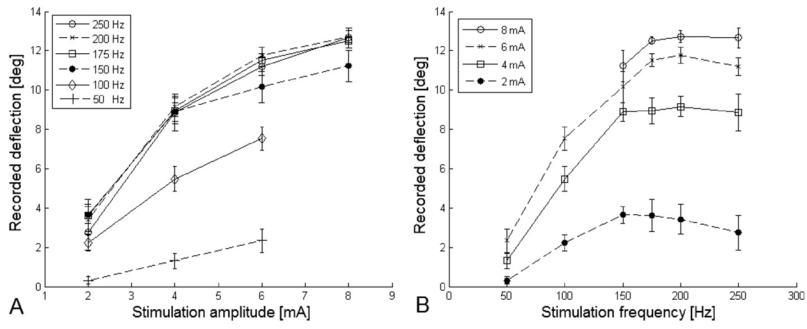 250 Hz
200 Hz
175 Hz
150 Hz
100 Hz
50 Hz
Recorded deflection [deg]
14
12
10
8
6
4
2
0
1 2 3 4 5 6 7 8 9
Stimulation amplitude [mA]
A
8 mA
6 mA
4 mA
2 mA
Recorded deflection [deg]
14
12
10
8
6
4
2
0
0 50 100 150 200 250 300
Stimulation frequency [Hz]
B